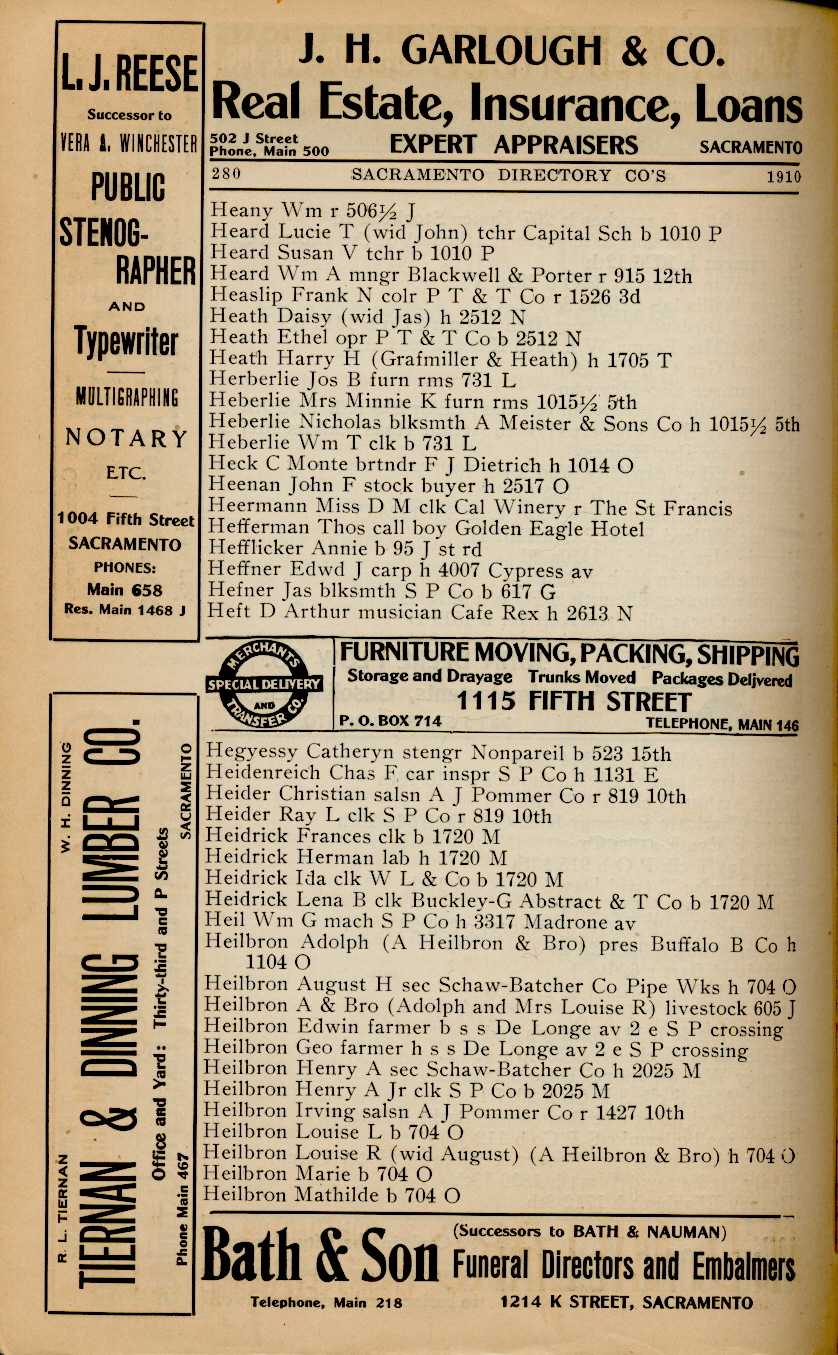 J. H. GARLOUGH & CO.
Real Estate, Insurance, Loans
502 J Street
Phone, Main 500
EXPERT APPRAISERS
SACRAMENTO
280 SACRAMENTO DIRECTORY CO'S 1910
L. J. REESE
Successor to
VERA A. WINCHESTER
PUBLIC
STENOG-
RAPHER
AND
Typewriter
MULTIGRAPHING
NOTARY
ETC.
1004 Fifth Street
SACRAMENTO
PHONES:
Main 658
Res. Main 1468 J
Heany Wm r 506½ J
Heard Lucie T (wid John) tchr Capital Sch b 1010 P
Heard Susan V tchr b 1010 P
Heard Wm A mngr Blackwell & Porter r 915 12th
Heaslip Frank N colr P T & T Co r 1526 3d
Heath Daisy (wid Jas) h 2512 N
Heath Ethel opr P T & T Co b 2512 N
Heath Harry H (Grafmiller & Heath) h 1705 T
Herberlie Jos B furn rms 731 L
Heberlie Mrs Minnie K furn rms 1015½ 5th
Heberlie Nicholas blksmth A Meister & Sons Co h 1015½ 5th
Heberlie Wm T clk b 731 L
Heck C Monte brtndr F J Dietrich h 1014 O
Heenan John F stock buyer h 2517 O
Heermann Miss D M clk Cal Winery r The St Francis
Hefferman Thos call boy Golden Eagle Hotel
Hefflicker Annie b 95 J st rd
Heffner Edwd J carp h 4007 Cypress av
Hefner Jas blksmth S P Co b 617 G
Heft D Arthur musician Cafe Rex h 2613 N
MERCHANTS
SPECIAL DELIVERY
AND
TRANSFER CO.
FURNITURE MOVING, PACKING, SHIPPING
Storage and Drayage Trunks Moved Packages Delivered
1115 FIFTH STREET
P. O. BOX 714 TELEPHONE, MAIN 146
R. L. TIERNAN W. H. DINNING
TIERNAN & DINNING LUMBER CO.
Office and Yard: Thirty-third and P Streets
Phone Main 467 SACRAMENTO
Hegyessy Catheryn stengr Nonpareil b 523 15th
Heidenreich Chas F car inspr S P Co h 1131 E
Heider Christian salsn A J Pommer Co r 819 10th
Heider Ray L clk S P Co r 819 10th
Heidrick Frances clk b 1720 M
Heidrick Herman lab h 1720 M
Heidrick Ida clk W L & Co b 1720 M
Heidrick Lena B clk Buckley-G Abstract & T Co b 1720 M
Heil Wm G mach S P Co h 3317 Madrone av
Heilbron Adolph (A Heilbron & Bro) pres Buffalo B Co h
1104 O
Heilbron August H sec Schaw-Batcher Co Pipe Wks h 704 O
Heilbron A & Bro (Adolph and Mrs Louise R) livestock 605 J
Heilbron Edwin farmer b s s De Longe av 2 e S P crossing
Heilbron Geo farmer h s s De Longe av 2 e S P crossing
Heilbron Henry A sec Schaw-Batcher Co h 2025 M
Heilbron Henry A Jr clk S P Co b 2025 M
Heilbron Irving salsn A J Pommer Co r 1427 10th
Heilbron Louise L b 704 O
Heilbron Louise R (wid August) (A Heilbron & Bro) h 704 O
Heilbron Marie b 704 O
Heilbron Mathilde b 704 O
Bath & Son
(Successors to BATH & NAUMAN)
Funeral Directors and Embalmers
Telephone, Main 218 1214 K STREET, SACRAMENTO